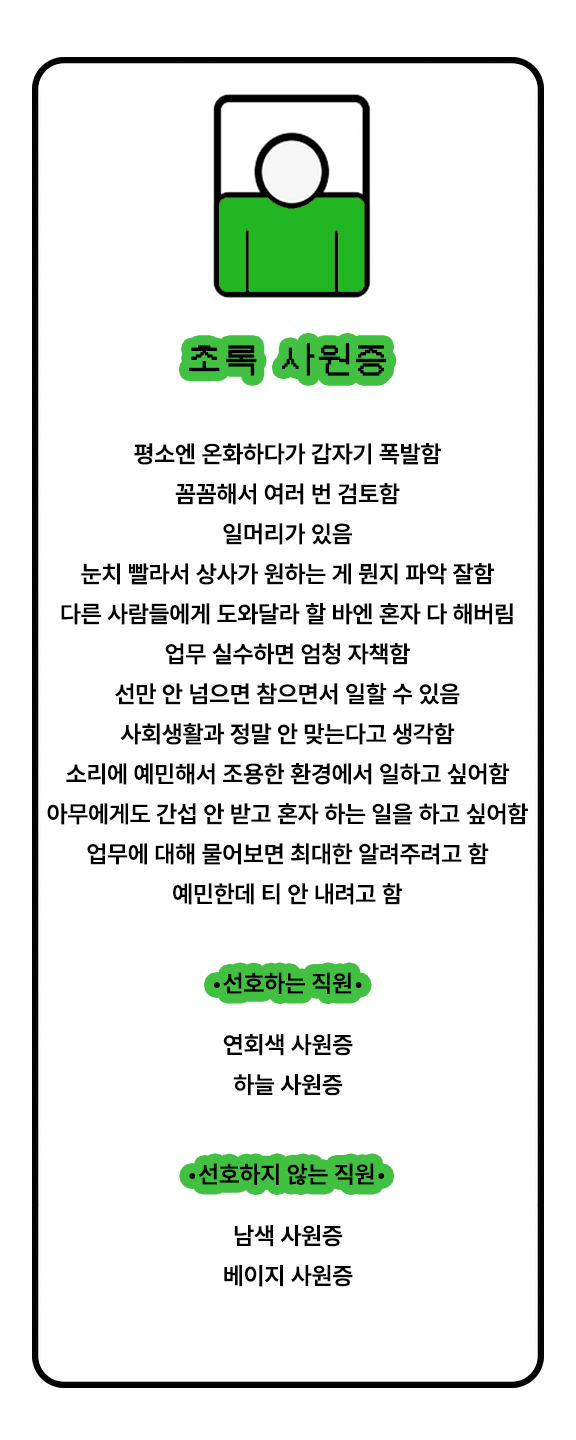 초록 사원증
평소엔 온화하다가 갑자기 폭발함
꼼꼼해서 여러 번 검토함
일머리가 있음
눈치 빨라서 상사가 원하는 게 뭔지 파악 잘함
다른 사람들에게 도와달라 할 바엔 혼자 다 해버림
업무 실수하면 엄청 자책함
선만 안 넘으면 참으면서 일할 수 있음
사회생활과 정말 안 맞는다고 생각함
소리에 예민해서 조용한 환경에서 일하고 싶어함
아무에게도 간섭 안 받고 혼자 하는 일을 하고 싶어함
업무에 대해 물어보면 최대한 알려주려고 함
예민한데 티 안 내려고 함
•선호하는 직원•
연회색 사원증
하늘 사원증
•선호하지 않는 직원•
남색 사원증
베이지 사원증